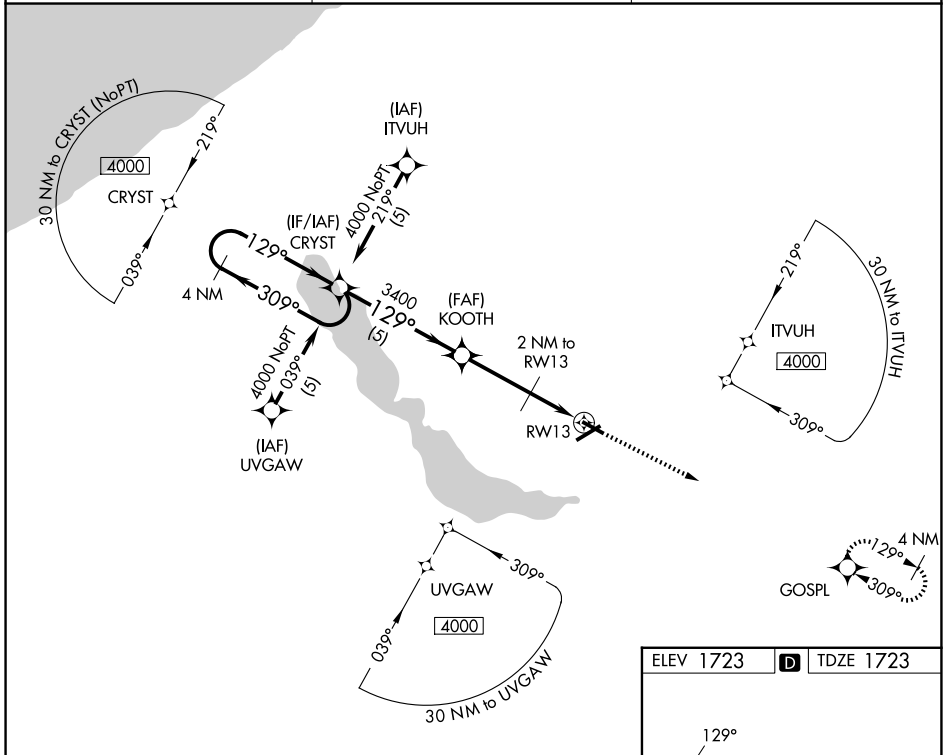 30 NM to CRYST (NoPT)
219°
4000
CRYST
039°
(IAF)
ITVUH
4000 NoPT
219°
(5)
(IF/IAF)
CRYST
129°
309°
4 NM
3400
129°
(5)
(FAF)
KOOTH
2 NM to
RW13
RW13
4000 NoPT
039°
(5)
(IAF)
UVGAW
219°
30 NM to ITVUH
ITVUH
4000
309°
309°
UVGAW
4000
039°
30 NM to UVGAW
4 NM
129°
309°
GOSPL
ELEV 1723 D TDZE 1723
129°